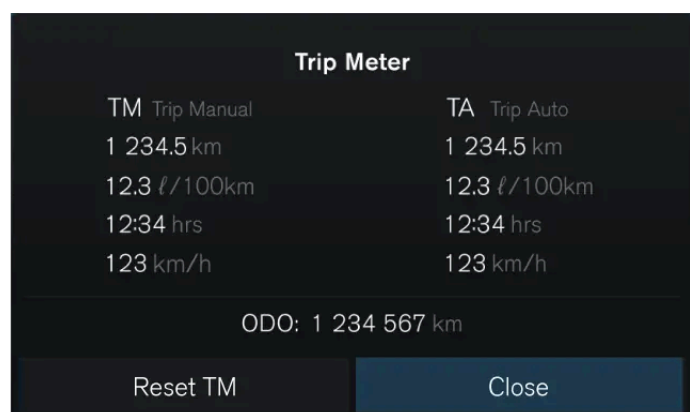 Trip Meter
TM Trip Manual
1 234.5 km
12.3 ℓ/100km
12:34 hrs
123 km/h
TA Trip Auto
1 234.5 km
12.3 ℓ/100km
12:34 hrs
123 km/h
ODO: 1 234 567 km
Reset TM
Close